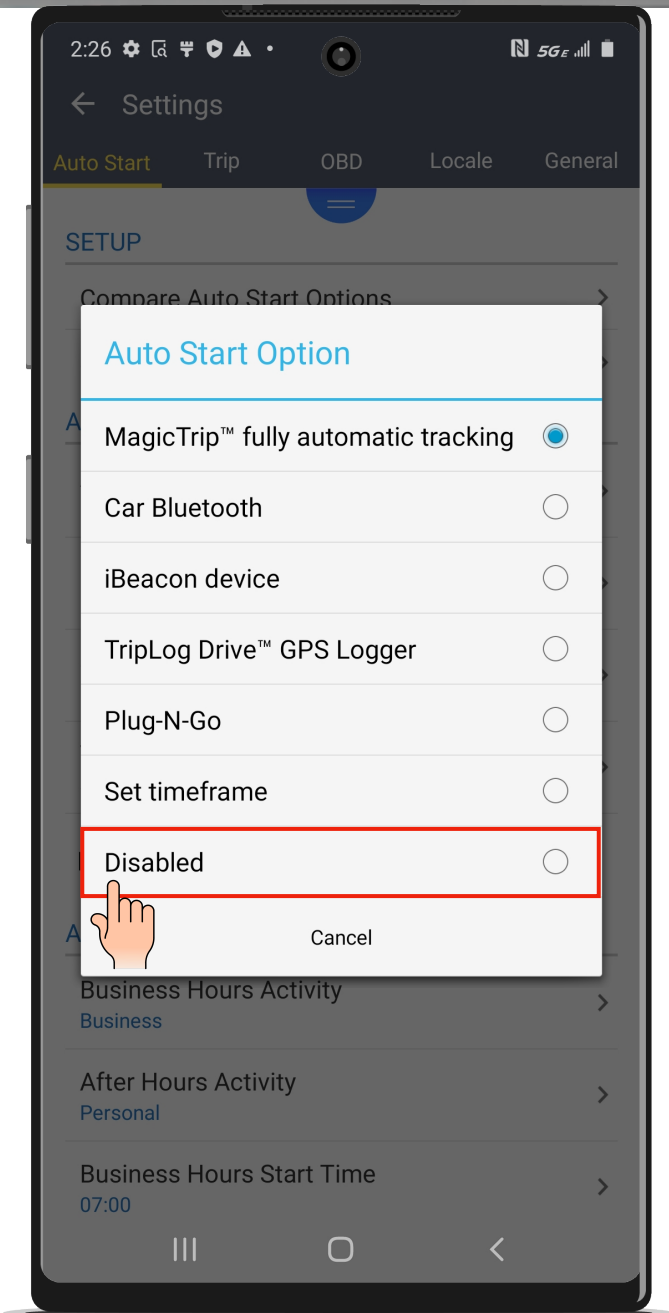 2:26
5GE
Settings
Auto Start Trip OBD Locale General
SETUP
Compare Auto Start Options
Auto Start Option
A
MagicTrip™ fully automatic tracking
Car Bluetooth
iBeacon device
TripLog Drive™ GPS Logger
Plug-N-Go
Set timeframe
Disabled
A
Cancel
Business Hours Activity
Business
After Hours Activity
Personal
Business Hours Start Time
07:00